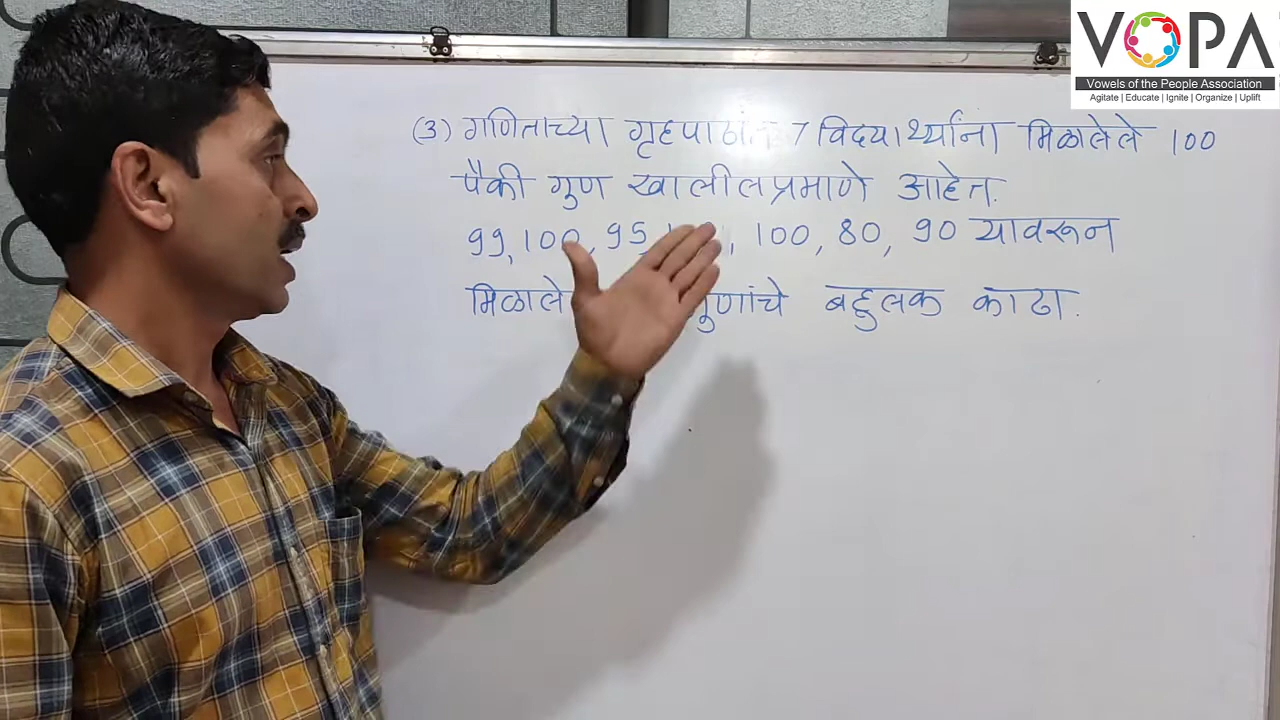 VOPA
Vowels of the People Association
Agitate | Educate | Ignite | Organize | Uplift
(3) गणिताच्या गृहपाठांत 7 विदयार्थ्यांना मिळालेले 100
पैकी गुण खालीलप्रमाणे आहेत.
99, 100, 95, 100, 80, 90 यावरून
मिळाले गुणांचे बहुलक काढा.